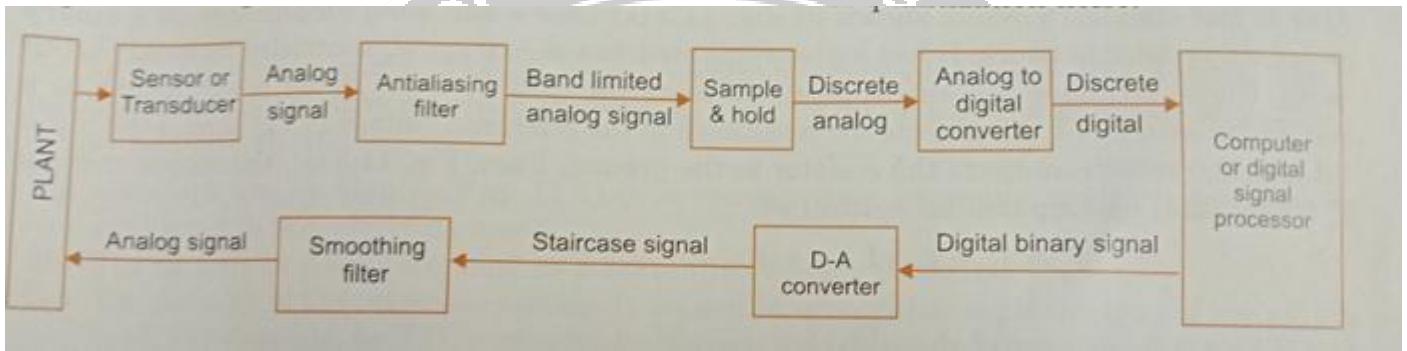 PLANT
Sensor or
Transducer
Analog
signal
Antialiasing
filter
Band limited
analog signal
Sample
& hold
Discrete
analog
Analog to
digital
converter
Discrete
digital
Computer
or digital
signal
processor
Analog signal
Smoothing
filter
Staircase signal
D-A
converter
Digital binary signal